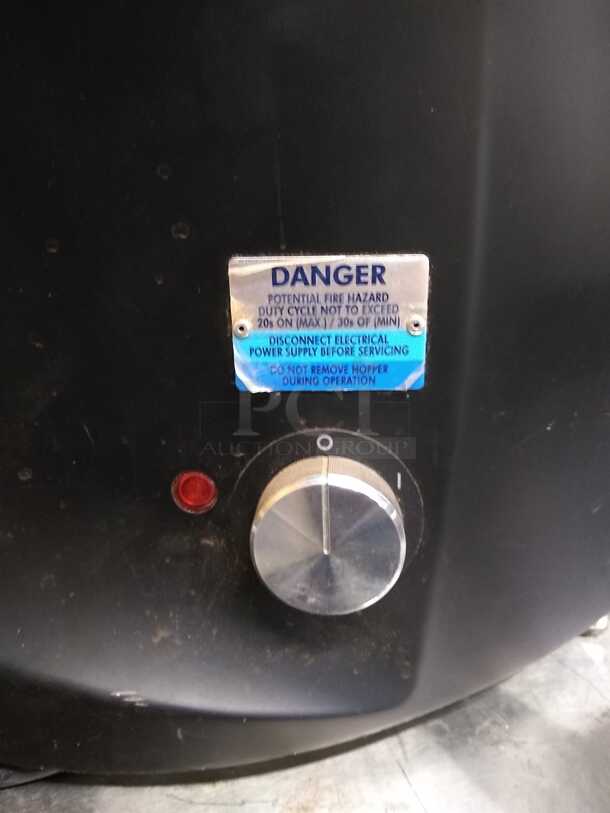 DANGER
POTENTIAL FIRE HAZARD
DUTY CYCLE NOT TO EXCEED
20s ON (MAX) / 30s OF (MIN)
DISCONNECT ELECTRICAL
POWER SUPPLY BEFORE SERVICING
DO NOT REMOVE HOPPER
DURING OPERATION
PCI
AUCTION GROUP
O
I